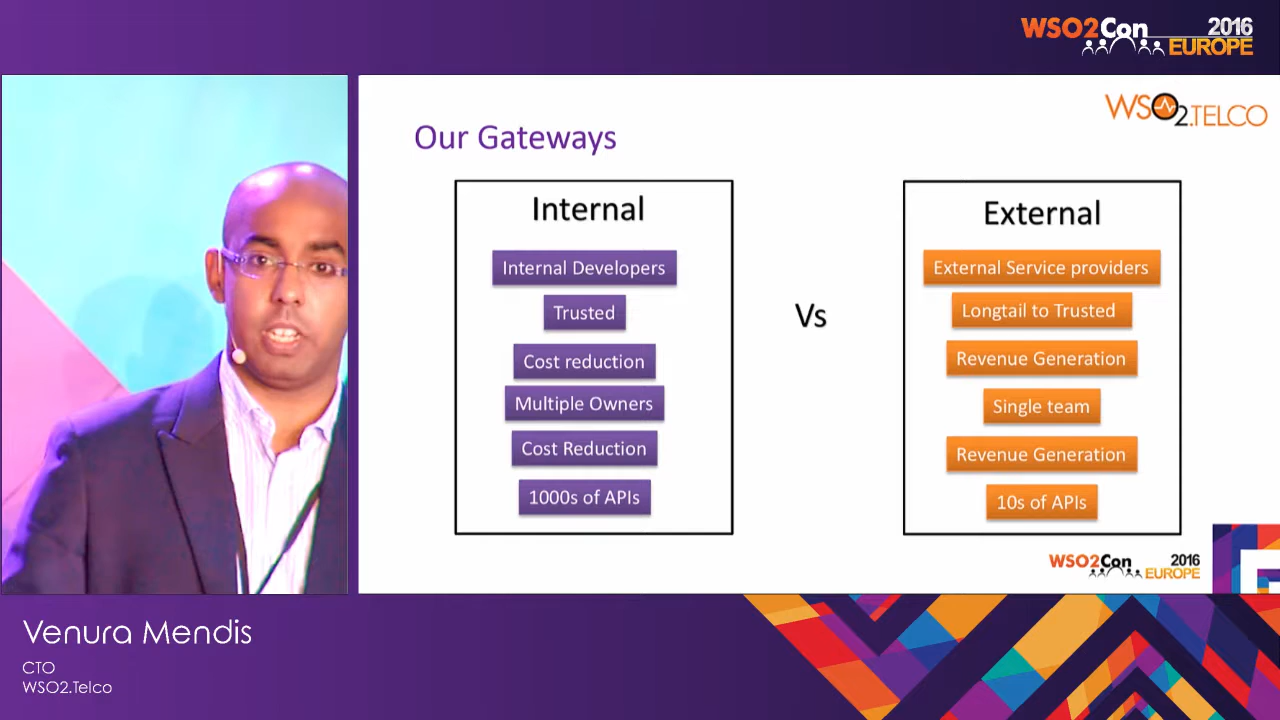 WSO2Con 2016
EUROPE
WSO2.TELCO
Our Gateways
Internal
Internal Developers
Trusted
Cost reduction
Multiple Owners
Cost Reduction
1000s of APIs
Vs
External
External Service providers
Longtail to Trusted
Revenue Generation
Single team
Revenue Generation
10s of APIs
WSO2Con 2016
EUROPE
Venura Mendis
CTO
WSO2.Telco